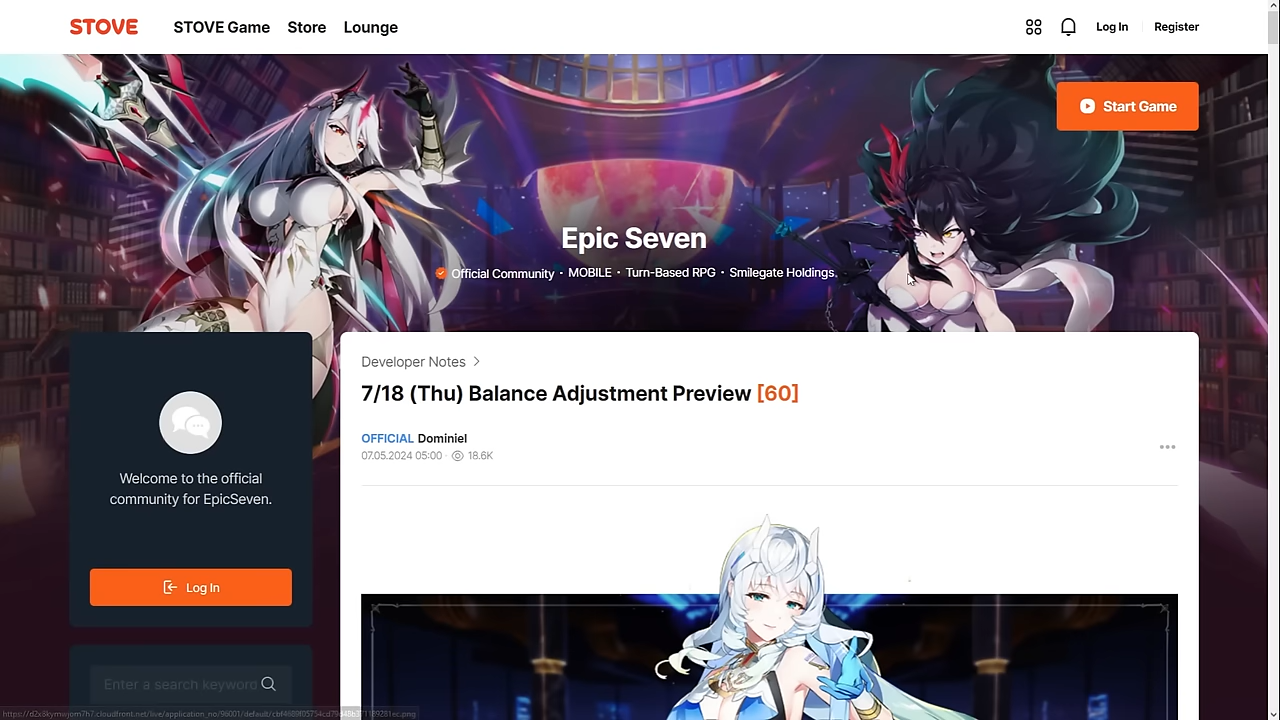 STOVE STOVE Game Store Lounge Log In Register
Start Game
Epic Seven
Official Community · MOBILE · Turn-Based RPG · Smilegate Holdings.
Developer Notes
7/18 (Thu) Balance Adjustment Preview [60]
OFFICIAL Dominiel
07.05.2024 05:00 · 18.6K
Welcome to the official
community for EpicSeven.
Log In
Enter a search keyword